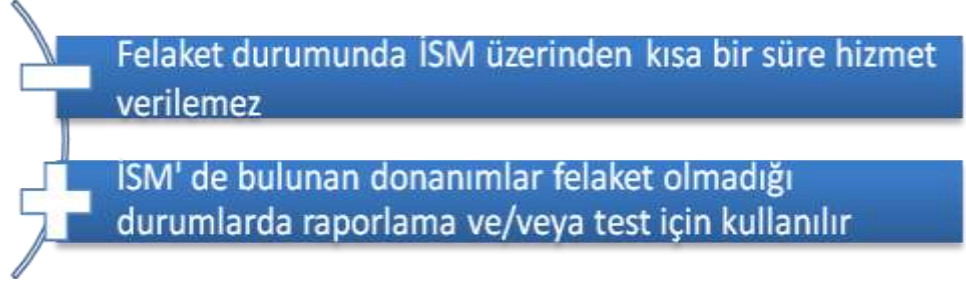 Felaket durumunda İSM üzerinden kısa bir süre hizmet
verilemez
İSM' de bulunan donanımlar felaket olmadığı
durumlarda raporlama ve/veya test için kullanılır